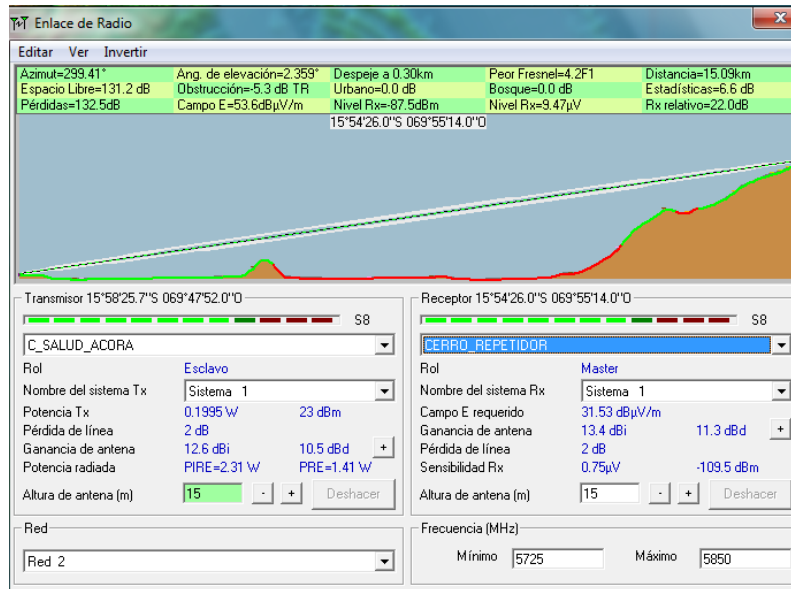 Enlace de Radio
Editar Ver Invertir
Azimut=299.41° Ang. de elevación=2.359° Despeje a 0.30km Peor Fresnel=4.2F1 Distancia=15.09km
Espacio Libre=131.2 dB Obstrucción=-5.3 dB TR Urbano=0.0 dB Bosque=0.0 dB Estadísticas=6.6 dB
Pérdidas=132.5dB Campo E=53.6dBµV/m Nivel Rx=-87.5dBm Nivel Rx=9.47µV Rx relativo=22.0dB
15°54'26.0"S 069°55'14.0"O
Transmisor 15°58'25.7"S 069°47'52.0"O
S8
C_SALUD_ACORA
Rol Esclavo
Nombre del sistema Tx Sistema 1
Potencia Tx 0.1995 W 23 dBm
Pérdida de línea 2 dB
Ganancia de antena 12.6 dBi 10.5 dBd +
Potencia radiada PIRE=2.31 W PRE=1.41 W
Altura de antena (m) 15 - + Deshacer
Red
Red 2
Receptor 15°54'26.0"S 069°55'14.0"O
S8
CERRO_REPETIDOR
Rol Master
Nombre del sistema Rx Sistema 1
Campo E requerido 31.53 dBµV/m
Ganancia de antena 13.4 dBi 11.3 dBd +
Pérdida de línea 2 dB
Sensibilidad Rx 0.75µV -109.5 dBm
Altura de antena (m) 15 - + Deshacer
Frecuencia (MHz)
Mínimo 5725 Máximo 5850